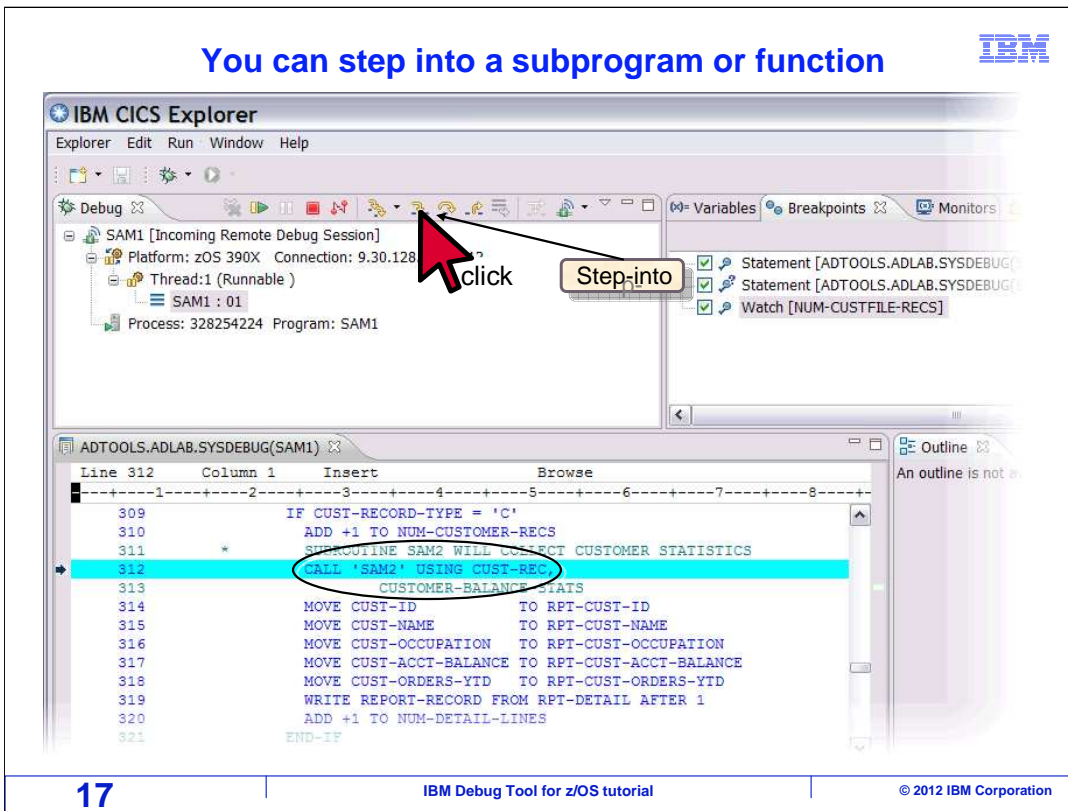 You can step into a subprogram or function
IBM
IBM CICS Explorer
Explorer Edit Run Window Help
Debug
(x)= Variables Breakpoints Monitors
SAM1 [Incoming Remote Debug Session]
Platform: zOS 390X Connection: 9.30.128.
Thread:1 (Runnable )
SAM1 : 01
Process: 328254224 Program: SAM1
click
Step-into
Statement [ADTOOLS.ADLAB.SYSDEBUG(
Statement [ADTOOLS.ADLAB.SYSDEBUG(
Watch [NUM-CUSTFILE-RECS]
ADTOOLS.ADLAB.SYSDEBUG(SAM1)
Outline
An outline is not
Line 312 Column 1 Insert Browse
----+----1----+----2----+----3----+----4----+----5----+----6----+----7----+----8----+-
309 IF CUST-RECORD-TYPE = 'C'
310 ADD +1 TO NUM-CUSTOMER-RECS
311 * SUBROUTINE SAM2 WILL COLLECT CUSTOMER STATISTICS
312 CALL 'SAM2' USING CUST-REC,
313 CUSTOMER-BALANCE-STATS
314 MOVE CUST-ID TO RPT-CUST-ID
315 MOVE CUST-NAME TO RPT-CUST-NAME
316 MOVE CUST-OCCUPATION TO RPT-CUST-OCCUPATION
317 MOVE CUST-ACCT-BALANCE TO RPT-CUST-ACCT-BALANCE
318 MOVE CUST-ORDERS-YTD TO RPT-CUST-ORDERS-YTD
319 WRITE REPORT-RECORD FROM RPT-DETAIL AFTER 1
320 ADD +1 TO NUM-DETAIL-LINES
321 END-IF
17
IBM Debug Tool for z/OS tutorial
© 2012 IBM Corporation